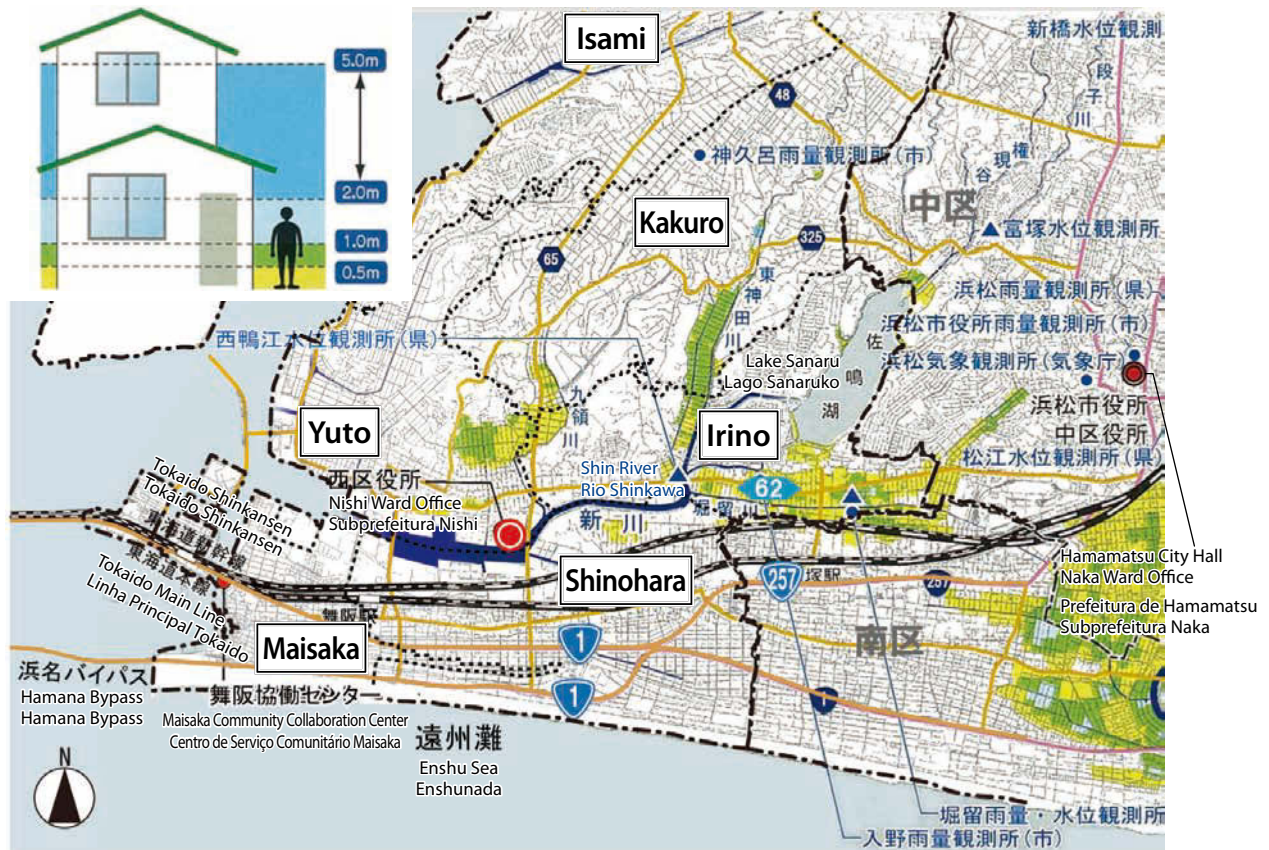 5.0m
2.0m
1.0m
0.5m
Isami
新橋水位観測
段子川
48
神久呂雨量観測所(市)
権現谷
中区
Kakuro
富塚水位観測所
325
65
東神田川
浜松雨量観測所(県)
西鴨江水位観測所(県)
浜松市役所雨量観測所(市)
Lake Sanaru
Lago Sanaruko
佐鳴湖
浜松気象観測所(気象庁)
九領川
浜松市役所
中区役所
Yuto
Irino
松江水位観測所(県)
西区役所
Nishi Ward Office
Subprefeitura Nishi
Shin River
Rio Shinkawa
62
新川
堀留川
Tokaido Shinkansen
Tokaido Shinkansen
東海道新幹線
東海道本線
Tokaido Main Line
Linha Principal Tokaido
Hamamatsu City Hall
Naka Ward Office
Prefeitura de Hamamatsu
Subprefeitura Naka
Shinohara
257
塚駅
257
舞阪駅
南区
Maisaka
1
1
1
浜名バイパス
Hamana Bypass
Hamana Bypass
舞阪協働センター
Maisaka Community Collaboration Center
Centro de Serviço Comunitário Maisaka
遠州灘
Enshu Sea
Enshunada
N
堀留雨量・水位観測所
入野雨量観測所(市)